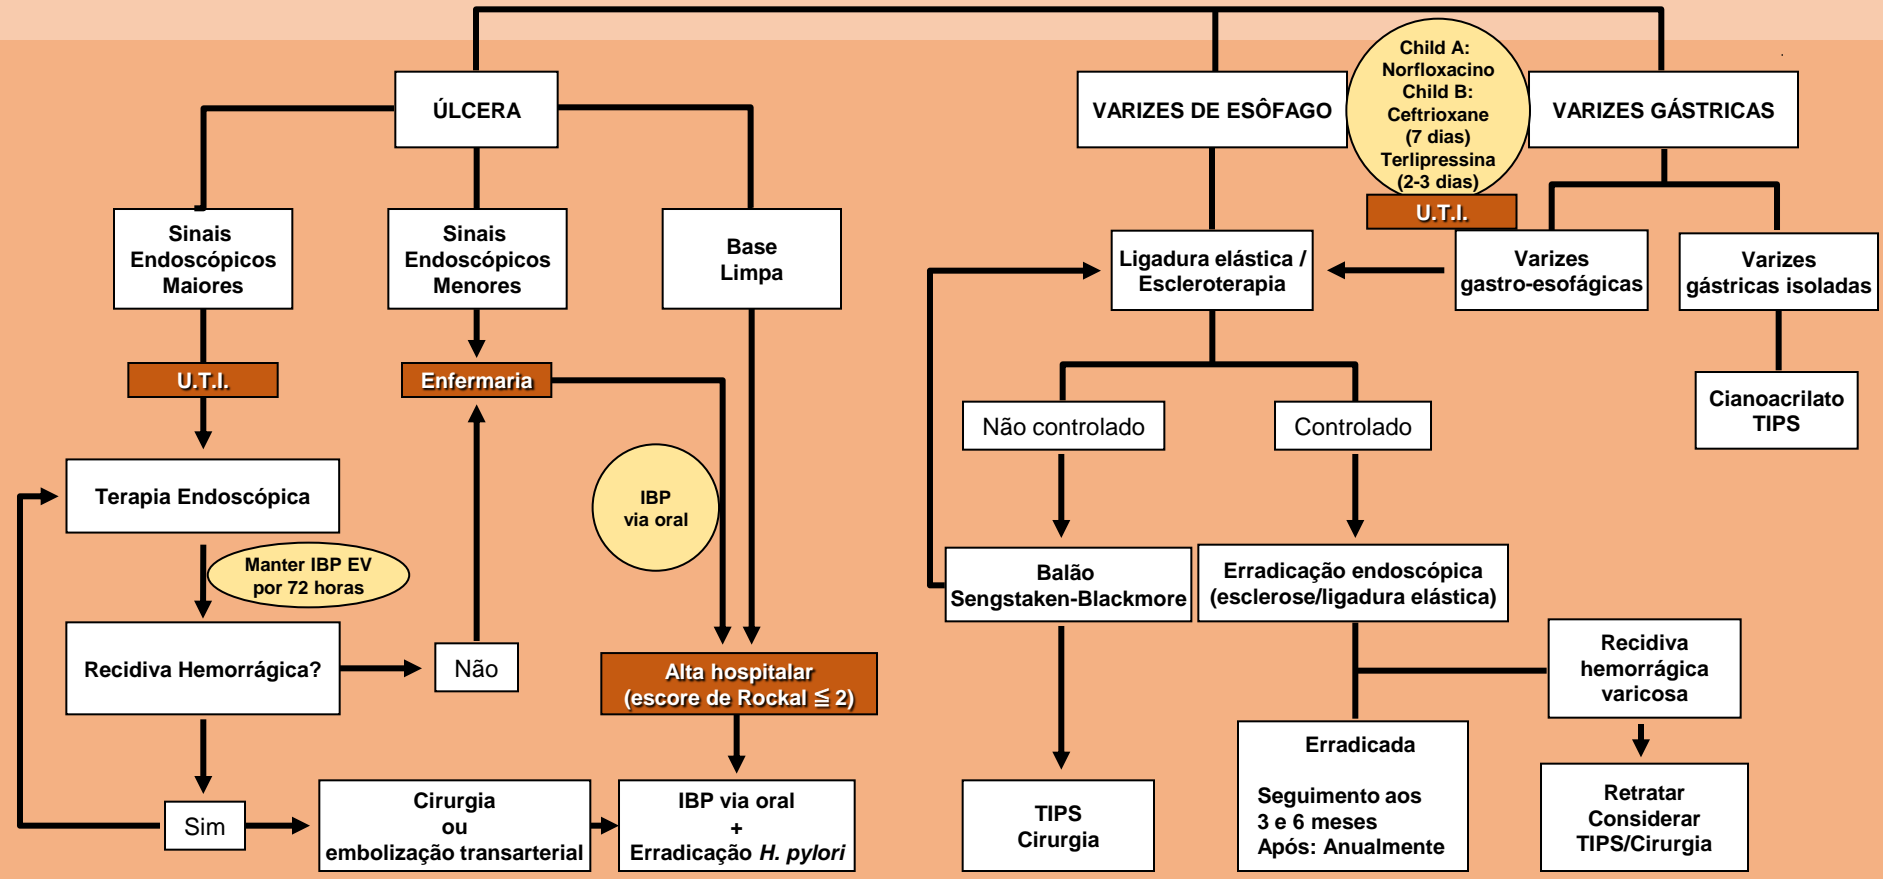 ÚLCERA
VARIZES DE ESÔFAGO
Child A:
Norfloxacino
Child B:
Ceftrioxane
(7 dias)
Terlipressina
(2-3 dias)
U.T.I.
VARIZES GÁSTRICAS
Sinais
Endoscópicos
Maiores
Sinais
Endoscópicos
Menores
Base
Limpa
Ligadura elástica /
Escleroterapia
Varizes
gastro-esofágicas
Varizes
gástricas isoladas
U.T.I.
Enfermaria
Cianoacrilato
TIPS
Não controlado
Controlado
Terapia Endoscópica
IBP
via oral
Manter IBP EV
por 72 horas
Balão
Sengstaken-Blackmore
Erradicação endoscópica
(esclerose/ligadura elástica)
Recidiva Hemorrágica?
Não
Alta hospitalar
(escore de Rockal ≦ 2)
Recidiva
hemorrágica
varicosa
Sim
Cirurgia
ou
embolização transarterial
IBP via oral
+
Erradicação H. pylori
TIPS
Cirurgia
Erradicada
Seguimento aos
3 e 6 meses
Após: Anualmente
Retratar
Considerar
TIPS/Cirurgia